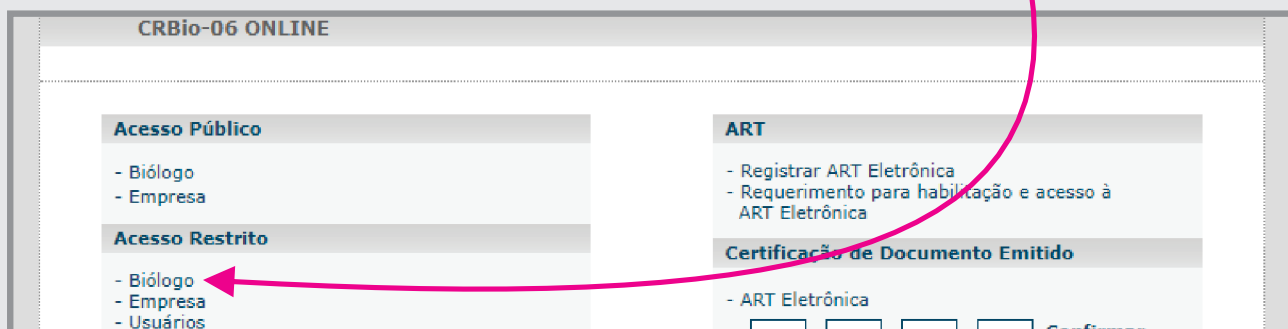 CRBio-06 ONLINE
Acesso Público
- Biólogo
- Empresa
Acesso Restrito
- Biólogo
- Empresa
- Usuários
ART
- Registrar ART Eletrônica
- Requerimento para habilitação e acesso à
ART Eletrônica
Certificação de Documento Emitido
- ART Eletrônica
Confirmar